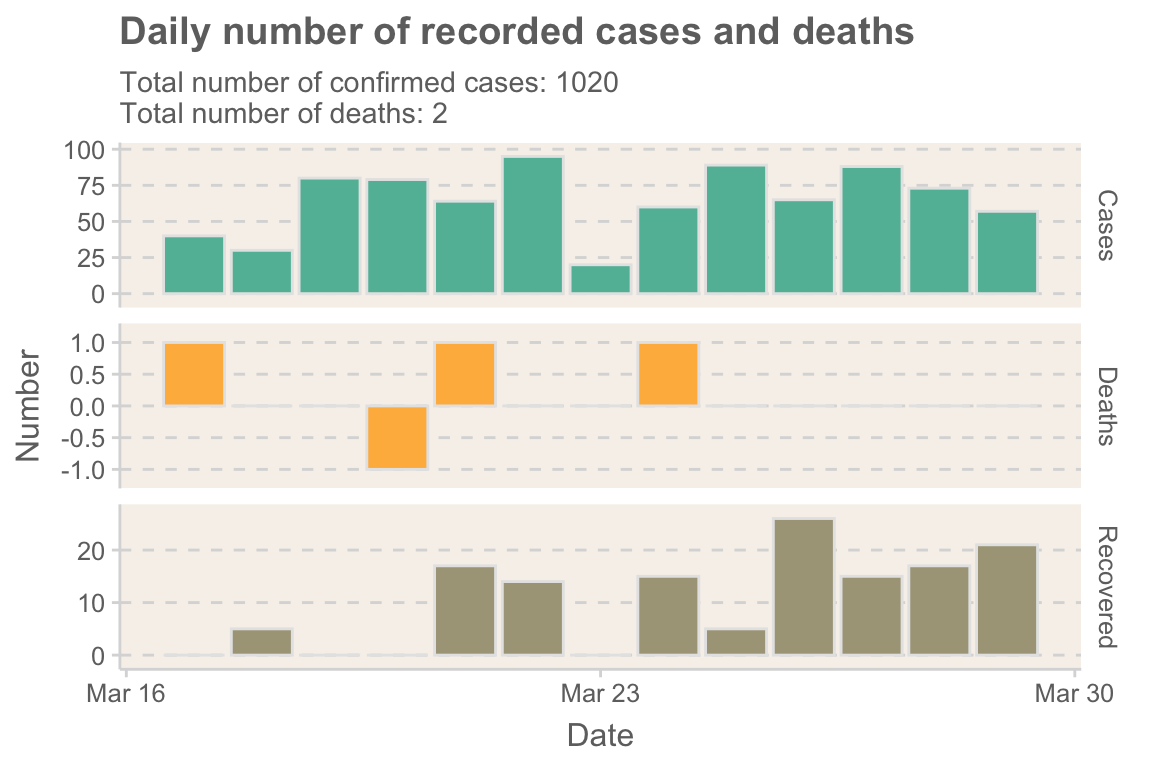 Daily number of recorded cases and deaths
Total number of confirmed cases: 1020
Total number of deaths: 2
100
75
50
25
0
Cases
Number
1.0
0.5
0.0
-0.5
-1.0
Deaths
20
10
0
Recovered
Mar 16
Mar 23
Mar 30
Date